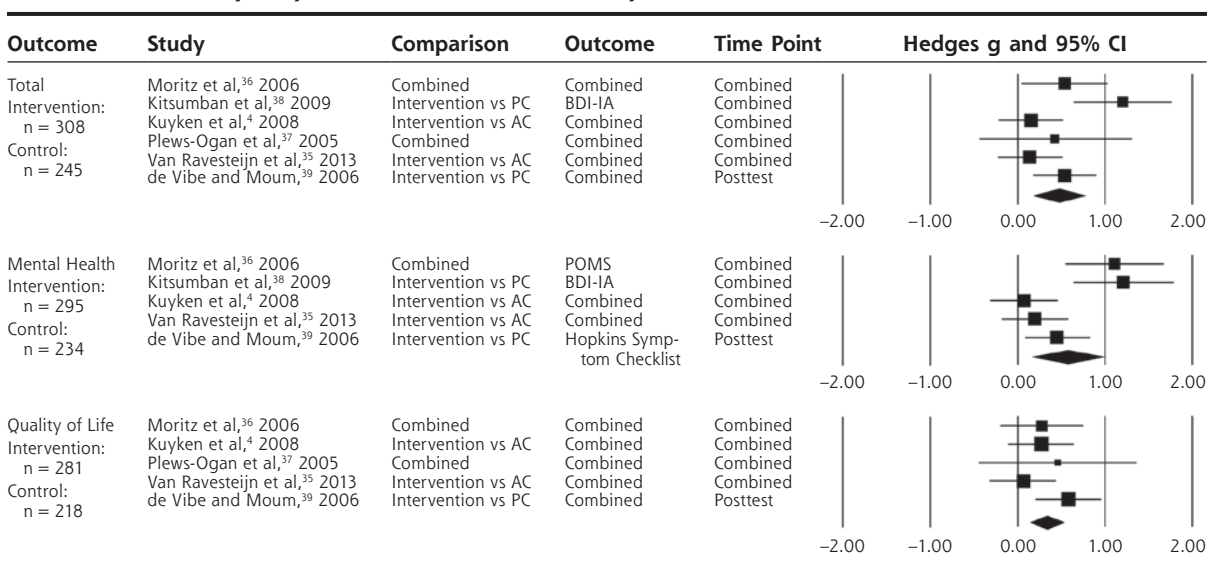 Outcome Study Comparison Outcome Time Point Hedges g and 95% CI
Total
Intervention:
n = 308
Control:
n = 245
Moritz et al,36 2006 Combined Combined Combined
Kitsumban et al,38 2009 Intervention vs PC BDI-IA Combined
Kuyken et al,4 2008 Intervention vs AC Combined Combined
Plews-Ogan et al,37 2005 Combined Combined Combined
Van Ravesteijn et al,35 2013 Intervention vs AC Combined Combined
de Vibe and Moum,39 2006 Intervention vs PC Combined Posttest
−2.00 −1.00 0.00 1.00 2.00
Mental Health
Intervention:
n = 295
Control:
n = 234
Moritz et al,36 2006 Combined POMS Combined
Kitsumban et al,38 2009 Intervention vs PC BDI-IA Combined
Kuyken et al,4 2008 Intervention vs AC Combined Combined
Van Ravesteijn et al,35 2013 Intervention vs AC Combined Combined
de Vibe and Moum,39 2006 Intervention vs PC Hopkins Symp- Posttest
tom Checklist
−2.00 −1.00 0.00 1.00 2.00
Quality of Life
Intervention:
n = 281
Control:
n = 218
Moritz et al,36 2006 Combined Combined Combined
Kuyken et al,4 2008 Intervention vs AC Combined Combined
Plews-Ogan et al,37 2005 Combined Combined Combined
Van Ravesteijn et al,35 2013 Intervention vs AC Combined Combined
de Vibe and Moum,39 2006 Intervention vs PC Combined Posttest
−2.00 −1.00 0.00 1.00 2.00